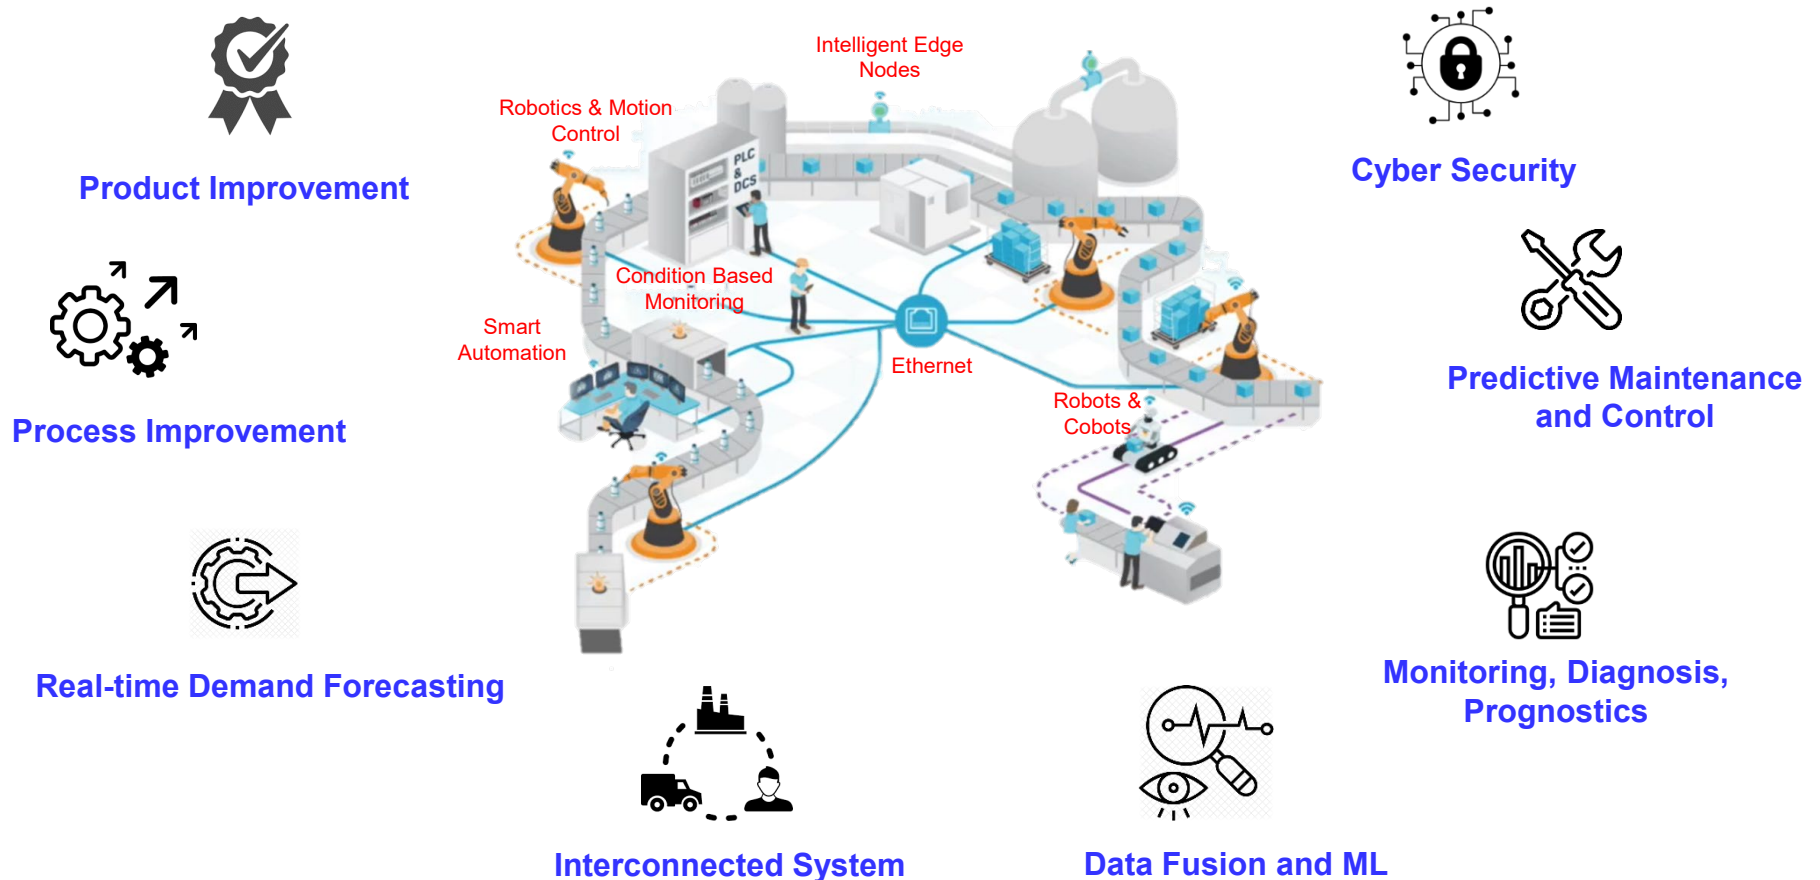 Intelligent Edge
Nodes
Robotics & Motion
Control
PLC
&
DCS
Product Improvement
Cyber Security
Condition Based
Monitoring
Smart
Automation
Ethernet
Robots &
Cobots
Process Improvement
Predictive Maintenance
and Control
Real-time Demand Forecasting
Monitoring, Diagnosis,
Prognostics
Interconnected System
Data Fusion and ML